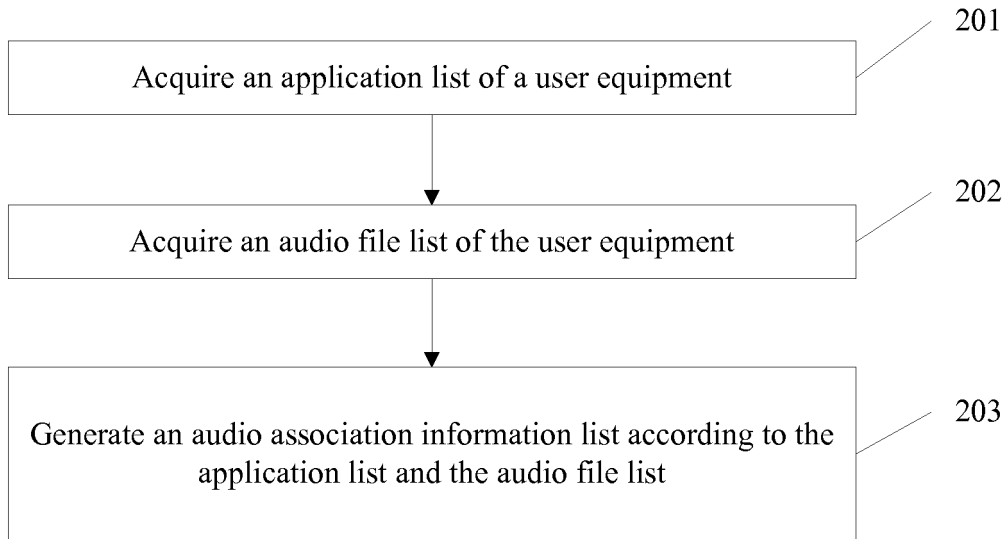 201
Acquire an application list of a user equipment
202
Acquire an audio file list of the user equipment
203
Generate an audio association information list according to the
application list and the audio file list